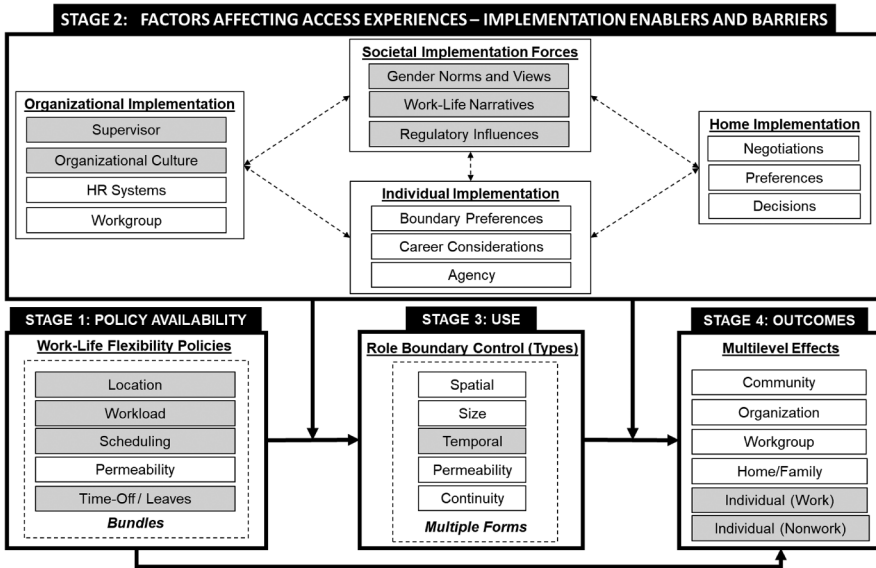 STAGE 2: FACTORS AFFECTING ACCESS EXPERIENCES – IMPLEMENTATION ENABLERS AND BARRIERS
Societal Implementation Forces
Gender Norms and Views
Work-Life Narratives
Regulatory Influences
Organizational Implementation
Supervisor
Organizational Culture
HR Systems
Workgroup
Home Implementation
Negotiations
Preferences
Decisions
Individual Implementation
Boundary Preferences
Career Considerations
Agency
STAGE 1: POLICY AVAILABILITY
Work-Life Flexibility Policies
Location
Workload
Scheduling
Permeability
Time-Off / Leaves
Bundles
STAGE 3: USE
Role Boundary Control (Types)
Spatial
Size
Temporal
Permeability
Continuity
Multiple Forms
STAGE 4: OUTCOMES
Multilevel Effects
Community
Organization
Workgroup
Home/Family
Individual (Work)
Individual (Nonwork)